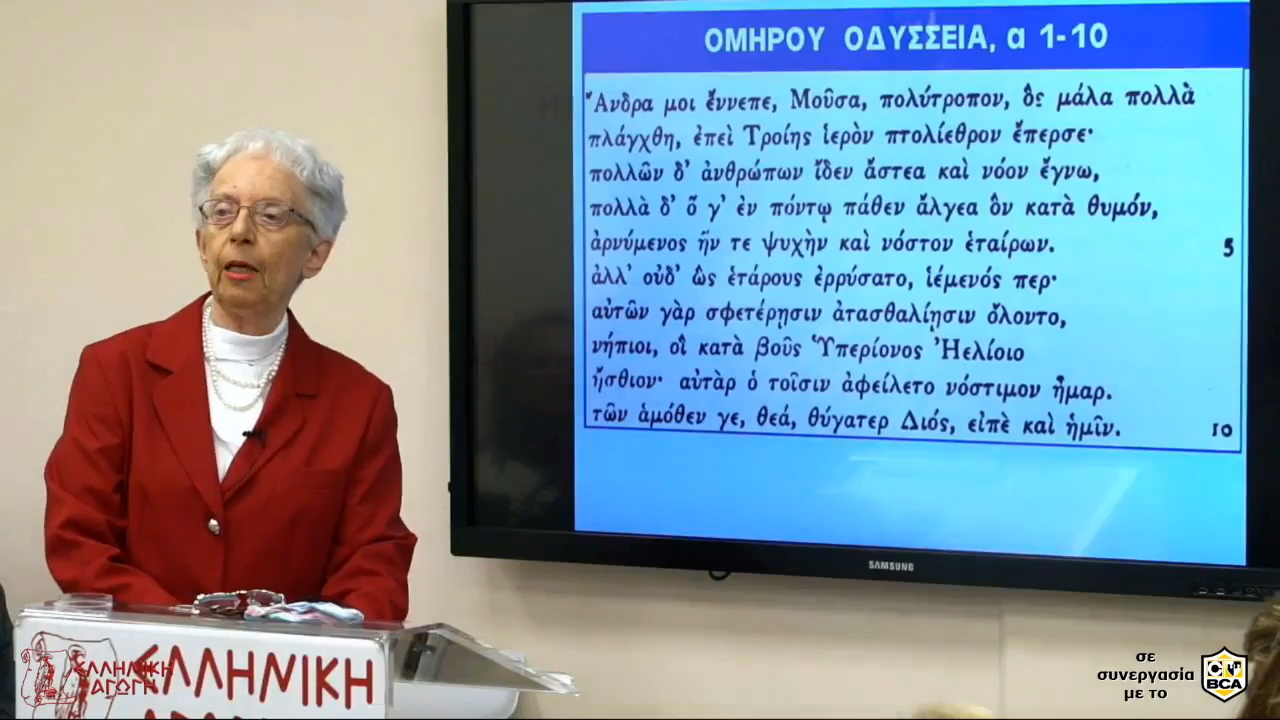 ΟΜΗΡΟΥ ΟΔΥΣΣΕΙΑ, α 1-10
Ἄνδρα μοι ἔννεπε, Μοῦσα, πολύτροπον, ὃς μάλα πολλὰ
πλάγχθη, ἐπεὶ Τροίης ἱερὸν πτολίεθρον ἔπερσε·
πολλῶν δ' ἀνθρώπων ἴδεν ἄστεα καὶ νόον ἔγνω,
πολλὰ δ' ὅ γ' ἐν πόντῳ πάθεν ἄλγεα ὃν κατὰ θυμόν,
ἀρνύμενος ἥν τε ψυχὴν καὶ νόστον ἑταίρων. 5
ἀλλ' οὐδ' ὧς ἑτάρους ἐρρύσατο, ἱέμενός περ·
αὐτῶν γὰρ σφετέρῃσιν ἀτασθαλίῃσιν ὄλοντο,
νήπιοι, οἳ κατὰ βοῦς Ὑπερίονος Ἠελίοιο
ἤσθιον· αὐτὰρ ὁ τοῖσιν ἀφείλετο νόστιμον ἦμαρ.
τῶν ἁμόθεν γε, θεά, θύγατερ Διός, εἰπὲ καὶ ἡμῖν. 10
SAMSUNG
ΕΛΛΗΝΙΚΗ
ΕΛΛΗΝΙΚΗ
ΑΓΩΓΗ
σε
συνεργασία
με το
BCA